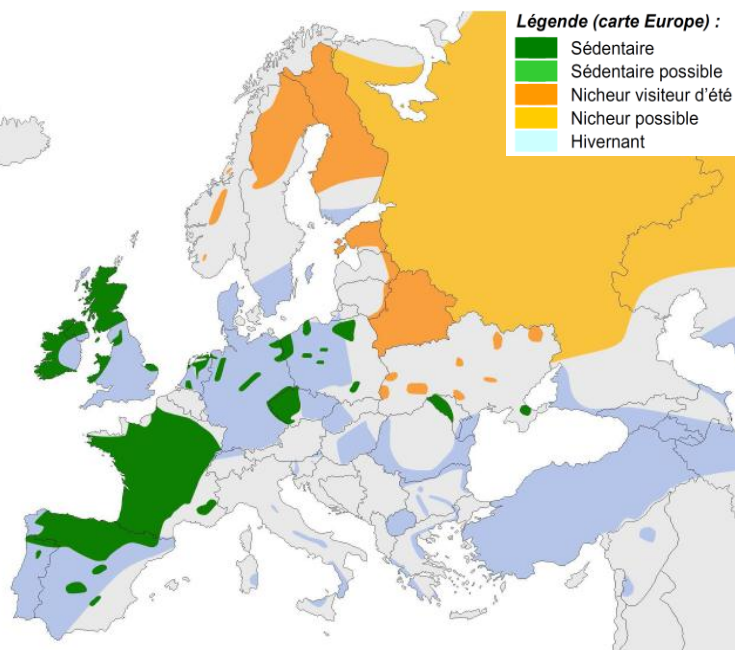 Légende (carte Europe) :
Sédentaire
Sédentaire possible
Nicheur visiteur d'été
Nicheur possible
Hivernant